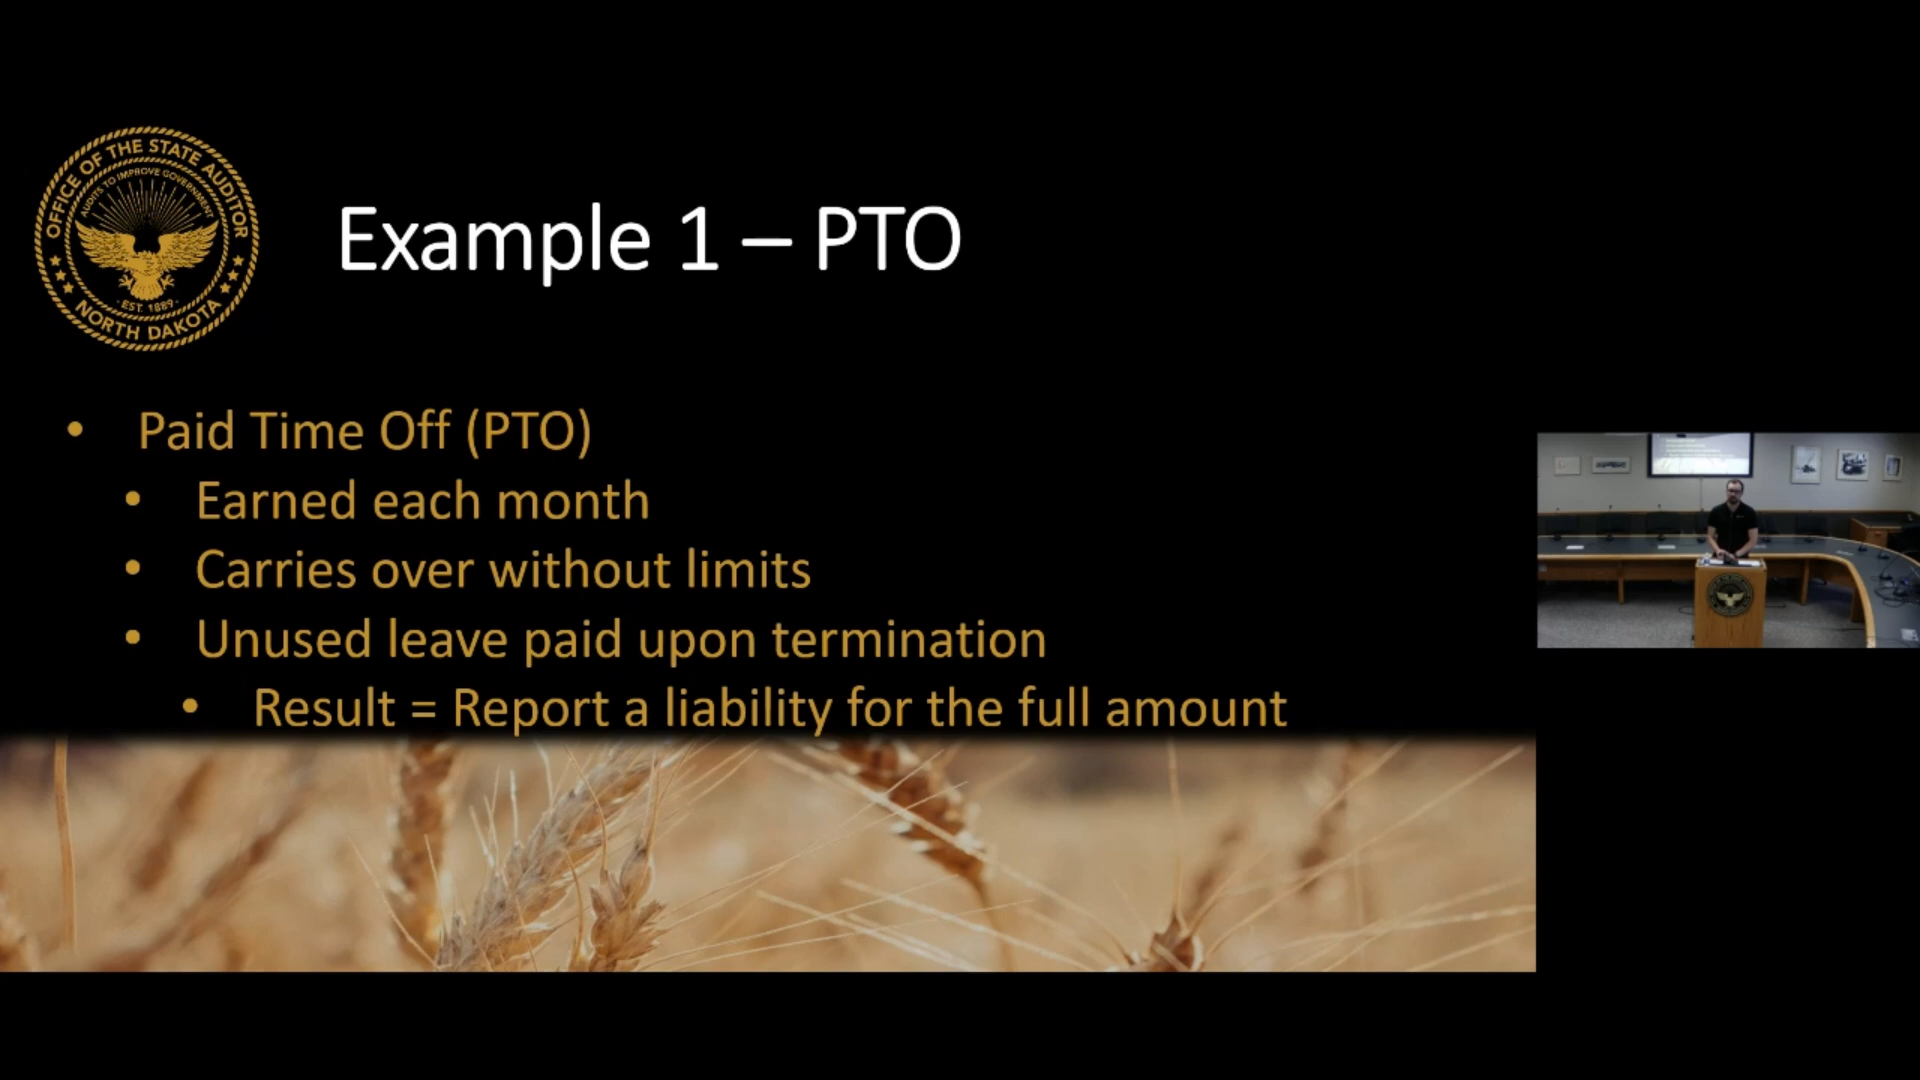 OFFICE OF THE STATE AUDITOR
AUDITS TO IMPROVE GOVERNMENT
EST. 1889
NORTH DAKOTA
Example 1 – PTO
• Paid Time Off (PTO)
• Earned each month
• Carries over without limits
• Unused leave paid upon termination
• Result = Report a liability for the full amount